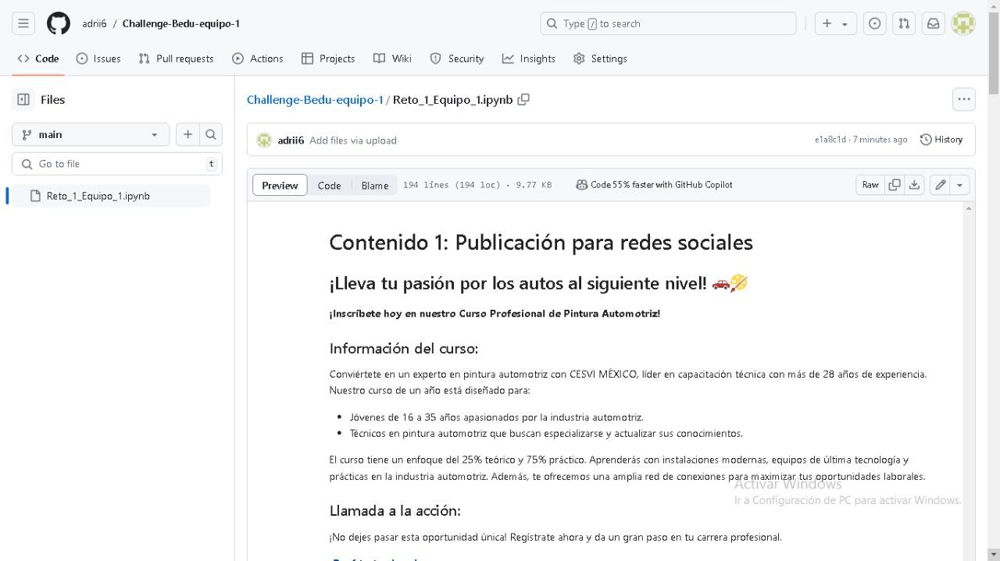 adrii6 / Challenge-Bedu-equipo-1
Type / to search
Code Issues Pull requests Actions Projects Wiki Security Insights Settings
Files
main
Go to file t
Reto_1_Equipo_1.ipynb
Challenge-Bedu-equipo-1 / Reto_1_Equipo_1.ipynb
adrii6 Add files via upload e1a8c1d · 7 minutes ago History
Preview Code Blame 194 lines (194 loc) · 9.77 KB Code 55% faster with GitHub Copilot Raw
Contenido 1: Publicación para redes sociales
¡Lleva tu pasión por los autos al siguiente nivel! 🚗🎨
¡Inscríbete hoy en nuestro Curso Profesional de Pintura Automotriz!
Información del curso:
Conviértete en un experto en pintura automotriz con CESVI MÉXICO, líder en capacitación técnica con más de 28 años de experiencia.
Nuestro curso de un año está diseñado para:
• Jóvenes de 16 a 35 años apasionados por la industria automotriz.
• Técnicos en pintura automotriz que buscan especializarse y actualizar sus conocimientos.
El curso tiene un enfoque del 25% teórico y 75% práctico. Aprenderás con instalaciones modernas, equipos de última tecnología y
prácticas en la industria automotriz. Además, te ofrecemos una amplia red de conexiones para maximizar tus oportunidades laborales.
Activar Windows
Ir a Configuración de PC para activar Windows.
Llamada a la acción:
¡No dejes pasar esta oportunidad única! Regístrate ahora y da un gran paso en tu carrera profesional.